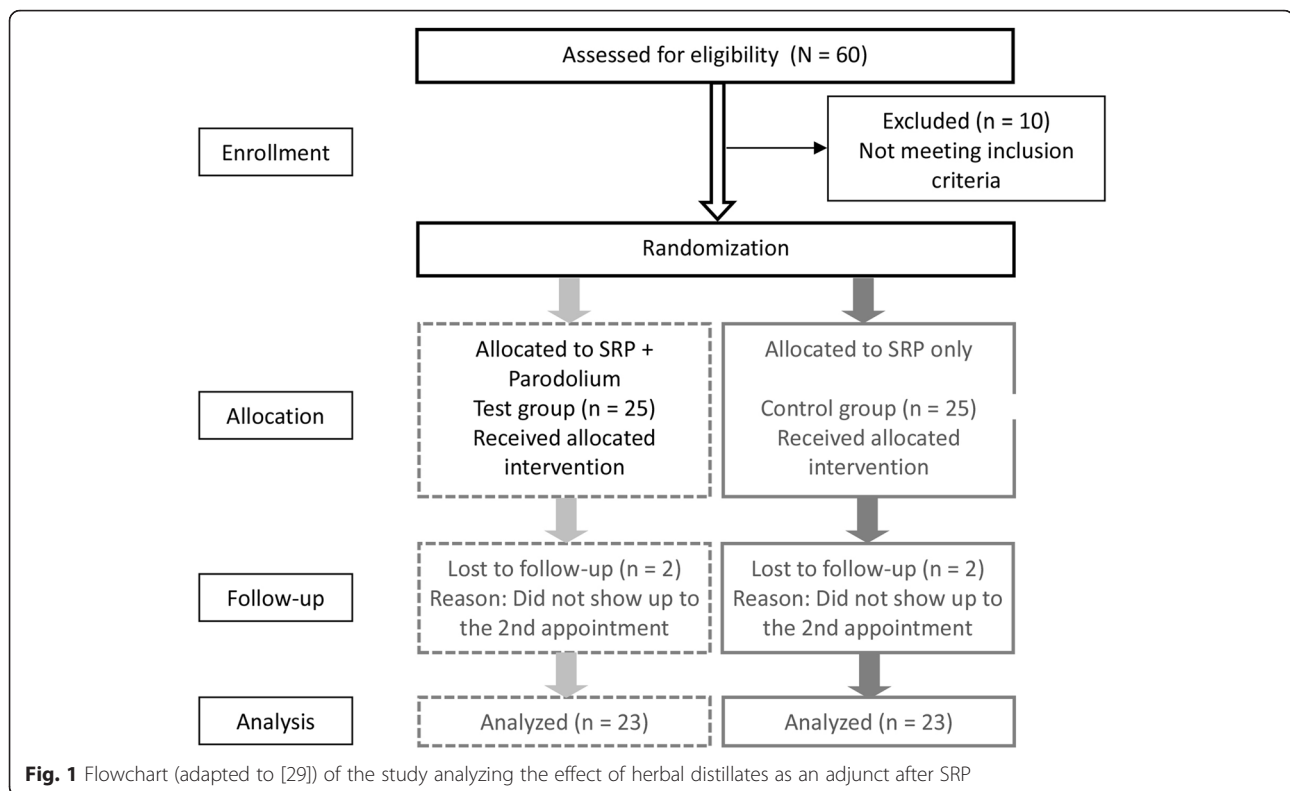 Assessed for eligibility (N = 60)
Enrollment
Excluded (n = 10)
Not meeting inclusion
criteria
Randomization
Allocation
Allocated to SRP +
Parodolium
Test group (n = 25)
Received allocated
intervention
Allocated to SRP only
Control group (n = 25)
Received allocated
intervention
Follow-up
Lost to follow-up (n = 2)
Reason: Did not show up to
the 2nd appointment
Lost to follow-up (n = 2)
Reason: Did not show up to
the 2nd appointment
Analysis
Analyzed (n = 23)
Analyzed (n = 23)
Fig. 1 Flowchart (adapted to [29]) of the study analyzing the effect of herbal distillates as an adjunct after SRP